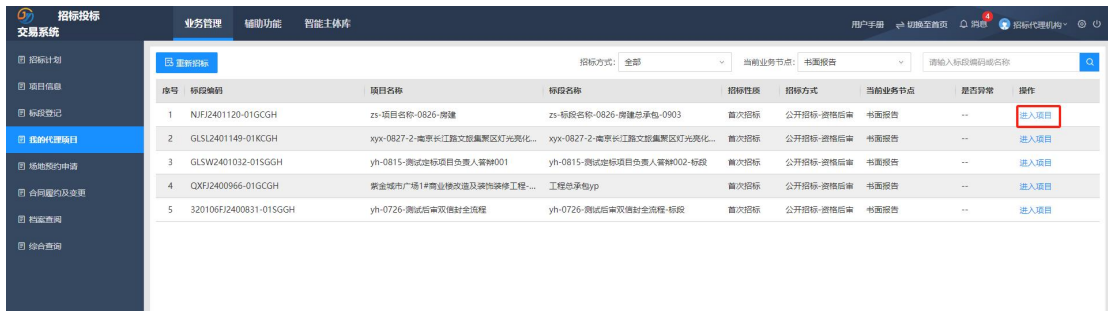 招标投标
交易系统
业务管理 辅助功能 智能主体库
用户手册 切换至首页 消息 4 招标代理机构
招标计划
项目信息
标段登记
我的代理项目
场地预约申请
合同履约及变更
档案查阅
综合查询
重新招标 招标方式: 全部 当前业务节点: 书面报告 请输入标段编码或名称
序号 标段编码 项目名称 标段名称 招标性质 招标方式 当前业务节点 是否异常 操作
1 NJFJ2401120-01GCGH zs-项目名称-0826-房建 zs-标段名称-0826-房建总承包-0903 首次招标 公开招标-资格后审 书面报告 -- 进入项目
2 GLSL2401149-01KCGH xyx-0827-2-南京长江路文旅集聚区灯光亮化... xyx-0827-2-南京长江路文旅集聚区灯光亮化... 首次招标 公开招标-资格后审 书面报告 -- 进入项目
3 GLSW2401032-01SGGH yh-0815-测试定标项目负责人答辩001 yh-0815-测试定标项目负责人答辩002-标段 首次招标 公开招标-资格后审 书面报告 -- 进入项目
4 QXFJ2400966-01GCGH 紫金城市广场1#商业楼改造及装饰装修工程-... 工程总承包yp 首次招标 公开招标-资格后审 书面报告 -- 进入项目
5 320106FJ2400831-01SGGH yh-0726-测试后审双信封全流程 yh-0726-测试后审双信封全流程-标段 首次招标 公开招标-资格后审 书面报告 -- 进入项目